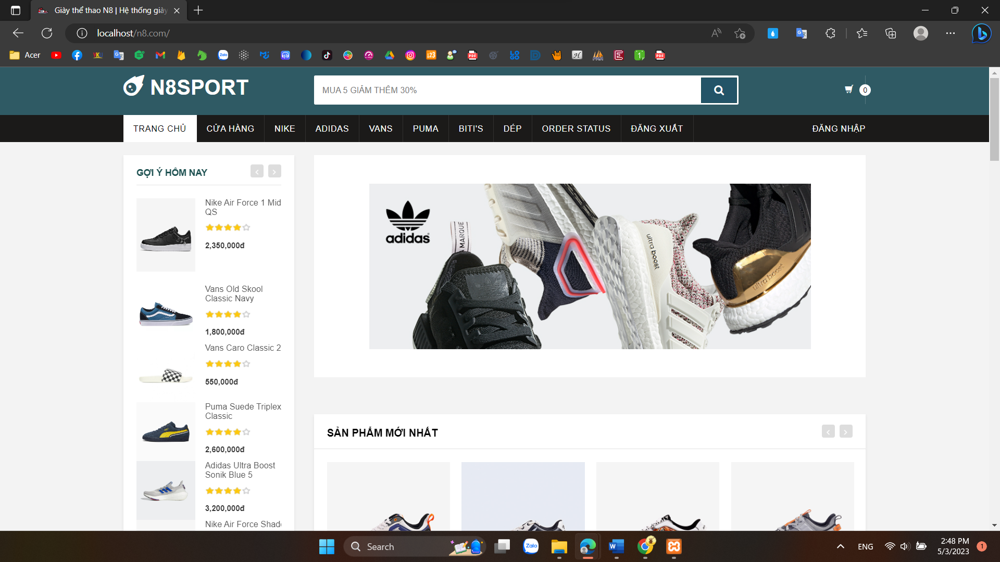 Giày thể thao N8 | Hệ thống giày
localhost/n8.com/
Acer
N8SPORT
MUA 5 GIẢM THÊM 30%
0
TRANG CHỦ
CỬA HÀNG
NIKE
ADIDAS
VANS
PUMA
BITI'S
DÉP
ORDER STATUS
ĐĂNG XUẤT
ĐĂNG NHẬP
GỢI Ý HÔM NAY
Nike Air Force 1 Mid
QS
2,350,000đ
Vans Old Skool
Classic Navy
1,800,000đ
Vans Caro Classic 2
550,000đ
Puma Suede Triplex
Classic
2,600,000đ
Adidas Ultra Boost
Sonik Blue 5
3,200,000đ
Nike Air Force Shad
adidas
MARQUE
ultra boost
ultra boost
SẢN PHẨM MỚI NHẤT
Search
Zalo
ENG
2:48 PM
5/3/2023
1